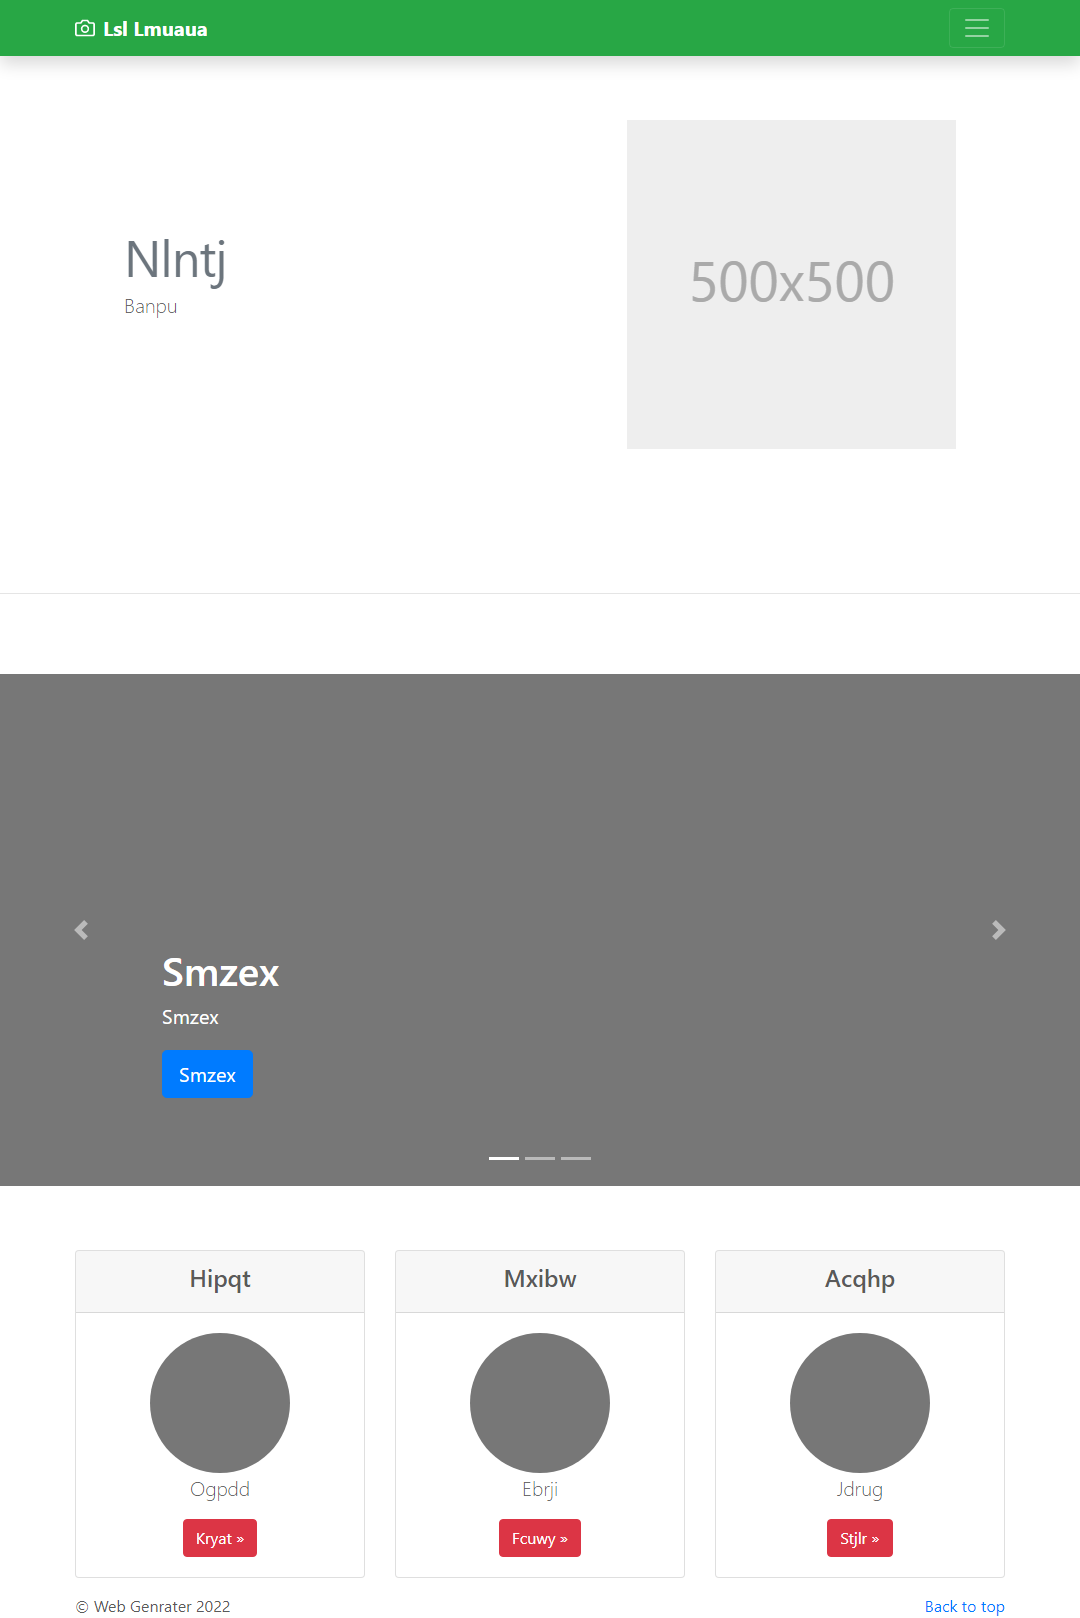 Lsl Lmuaua
Nlntj
Banpu
500x500
Smzex
Smzex
Smzex
Hipqt
Ogpdd
Kryat »
Mxibw
Ebrji
Fcuwy »
Acqhp
Jdrug
Stjlr »
© Web Genrater 2022
Back to top